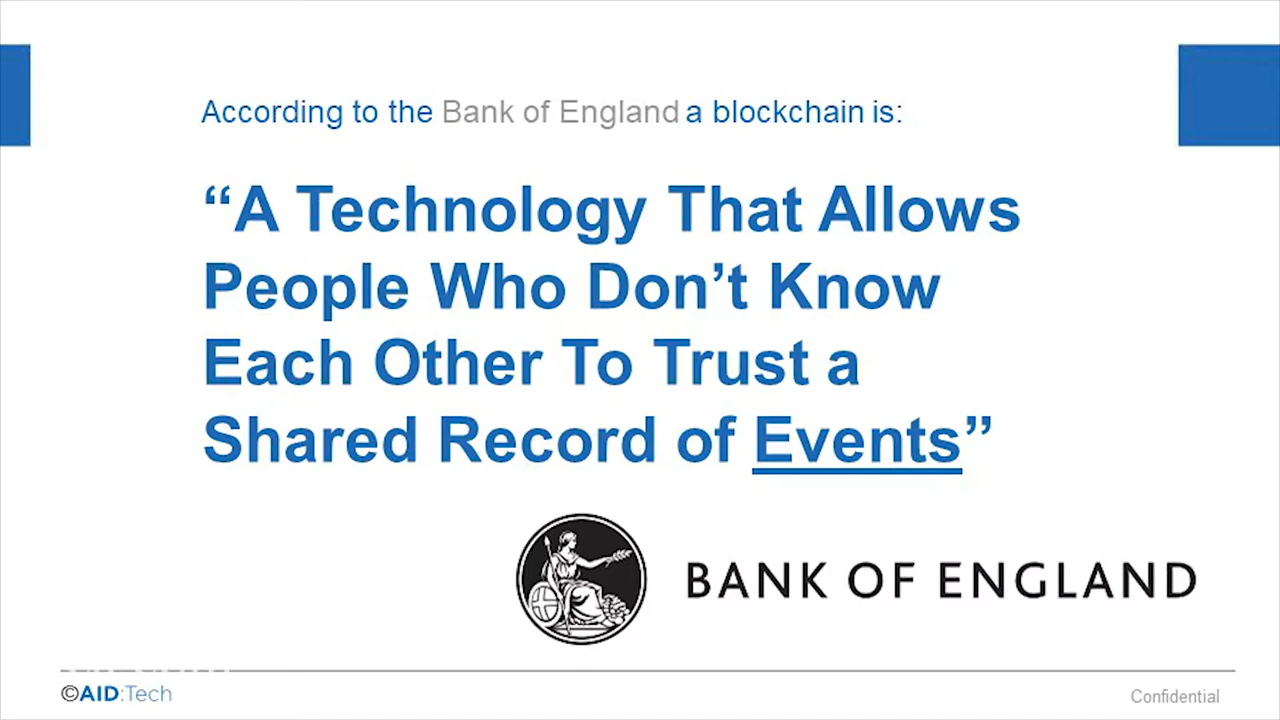 According to the Bank of England a blockchain is:
“A Technology That Allows
People Who Don’t Know
Each Other To Trust a
Shared Record of Events”
BANK OF ENGLAND
©AID:Tech
Confidential